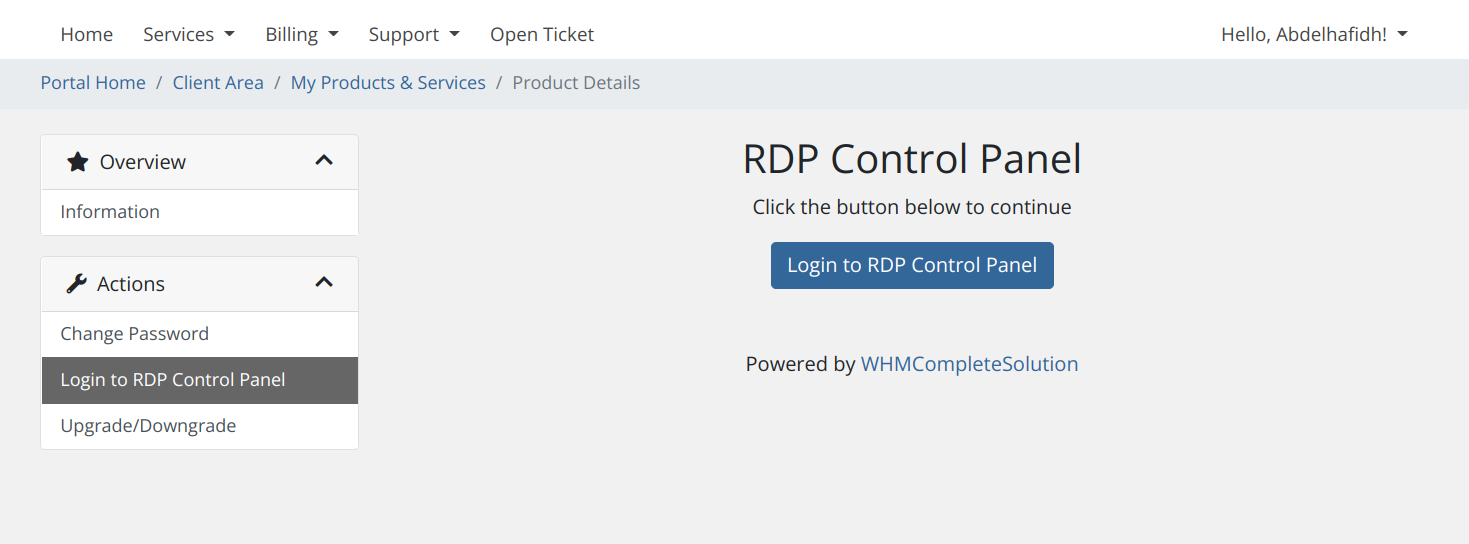 Home Services Billing Support Open Ticket Hello, Abdelhafidh!
Portal Home / Client Area / My Products & Services / Product Details
Overview
Information
Actions
Change Password
Login to RDP Control Panel
Upgrade/Downgrade
RDP Control Panel
Click the button below to continue
Login to RDP Control Panel
Powered by WHMCompleteSolution